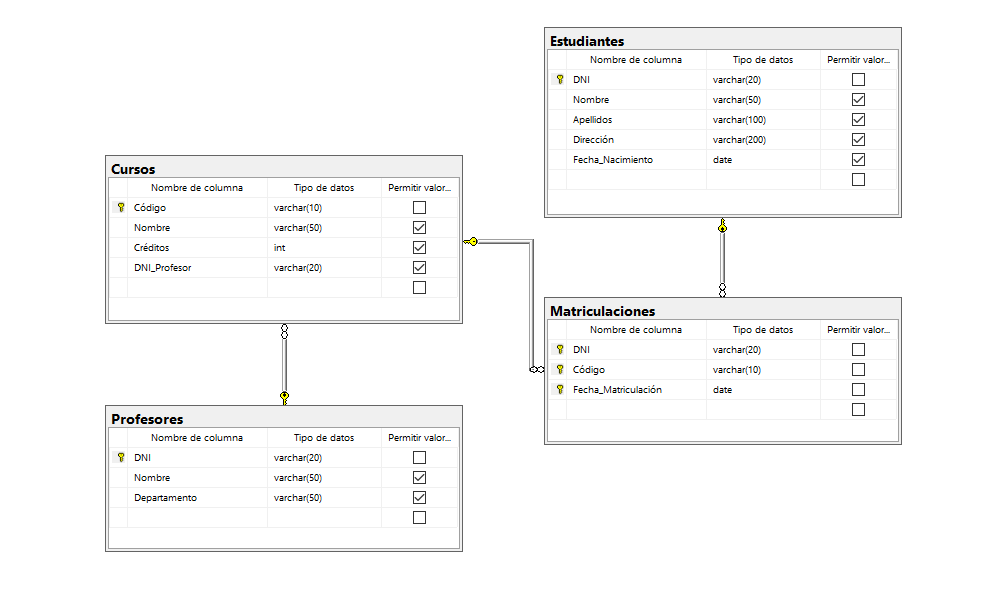 Estudiantes
Nombre de columna Tipo de datos Permitir valor...
DNI varchar(20)
Nombre varchar(50)
Apellidos varchar(100)
Dirección varchar(200)
Fecha_Nacimiento date
Cursos
Nombre de columna Tipo de datos Permitir valor...
Código varchar(10)
Nombre varchar(50)
Créditos int
DNI_Profesor varchar(20)
Matriculaciones
Nombre de columna Tipo de datos Permitir valor...
DNI varchar(20)
Código varchar(10)
Fecha_Matriculación date
Profesores
Nombre de columna Tipo de datos Permitir valor...
DNI varchar(20)
Nombre varchar(50)
Departamento varchar(50)